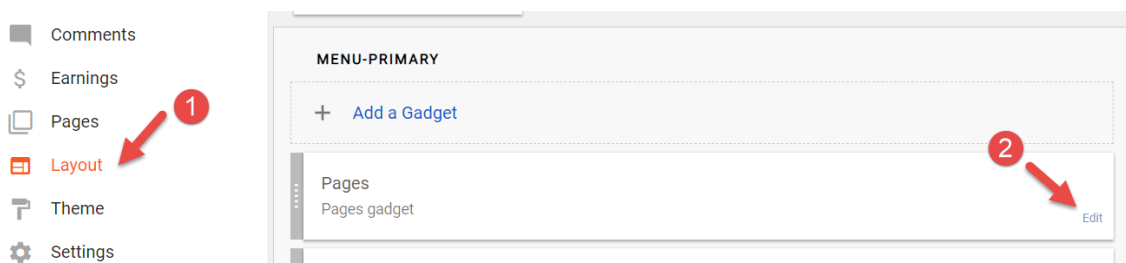 Comments
Earnings
Pages
Layout
Theme
Settings
1
MENU-PRIMARY
+ Add a Gadget
Pages
Pages gadget
2
Edit